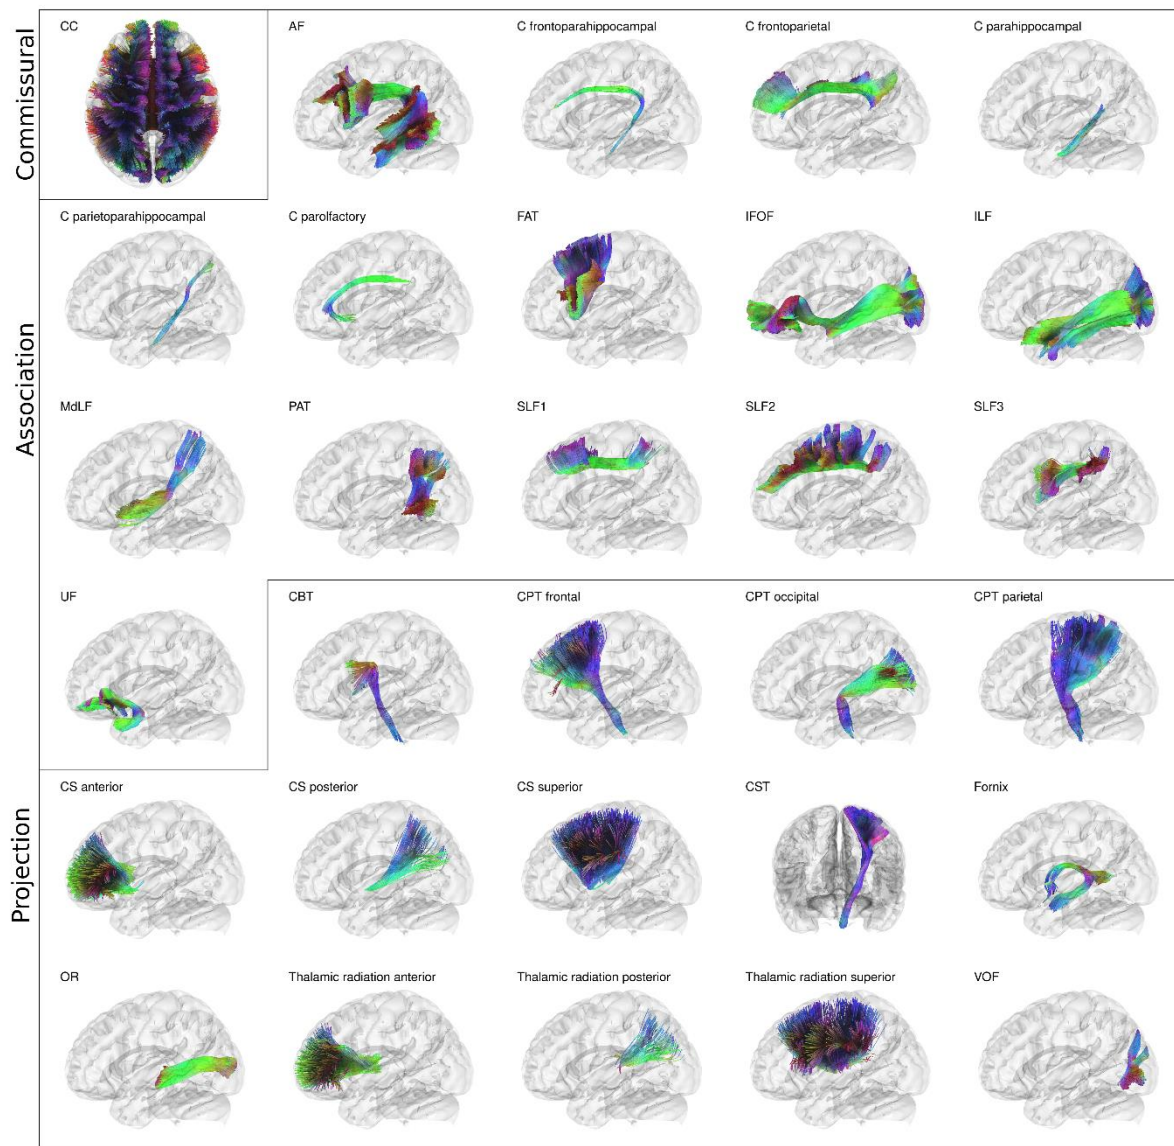 Commissural
CC
AF
C frontoparahippocampal
C frontoparietal
C parahippocampal
Association
C parietoparahippocampal
C parolfactory
FAT
IFOF
ILF
MdLF
PAT
SLF1
SLF2
SLF3
UF
CBT
CPT frontal
CPT occipital
CPT parietal
Projection
CS anterior
CS posterior
CS superior
CST
Fornix
OR
Thalamic radiation anterior
Thalamic radiation posterior
Thalamic radiation superior
VOF